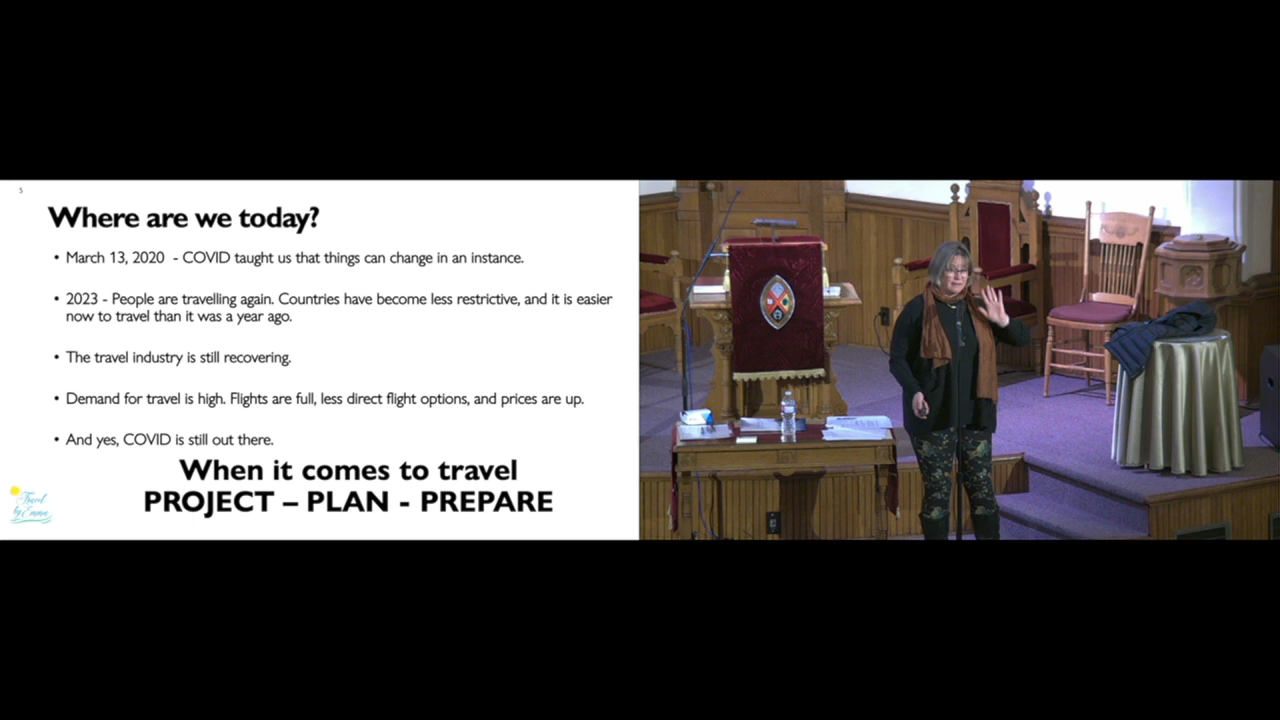 5
Where are we today?
• March 13, 2020 - COVID taught us that things can change in an instance.
• 2023 - People are travelling again. Countries have become less restrictive, and it is easier
now to travel than it was a year ago.
• The travel industry is still recovering.
• Demand for travel is high. Flights are full, less direct flight options, and prices are up.
• And yes, COVID is still out there.
When it comes to travel
PROJECT – PLAN - PREPARE
Travel
by Emma